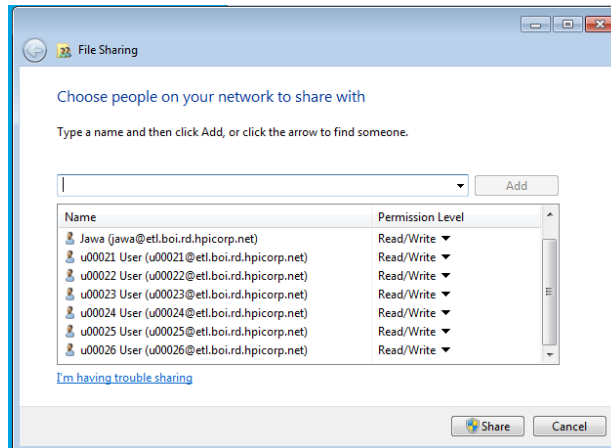 File Sharing
Choose people on your network to share with
Type a name and then click Add, or click the arrow to find someone.
Add
Name Permission Level
Jawa (jawa@etl.boi.rd.hpicorp.net) Read/Write
u00021 User (u00021@etl.boi.rd.hpicorp.net) Read/Write
u00022 User (u00022@etl.boi.rd.hpicorp.net) Read/Write
u00023 User (u00023@etl.boi.rd.hpicorp.net) Read/Write
u00024 User (u00024@etl.boi.rd.hpicorp.net) Read/Write
u00025 User (u00025@etl.boi.rd.hpicorp.net) Read/Write
u00026 User (u00026@etl.boi.rd.hpicorp.net) Read/Write
I'm having trouble sharing
Share Cancel